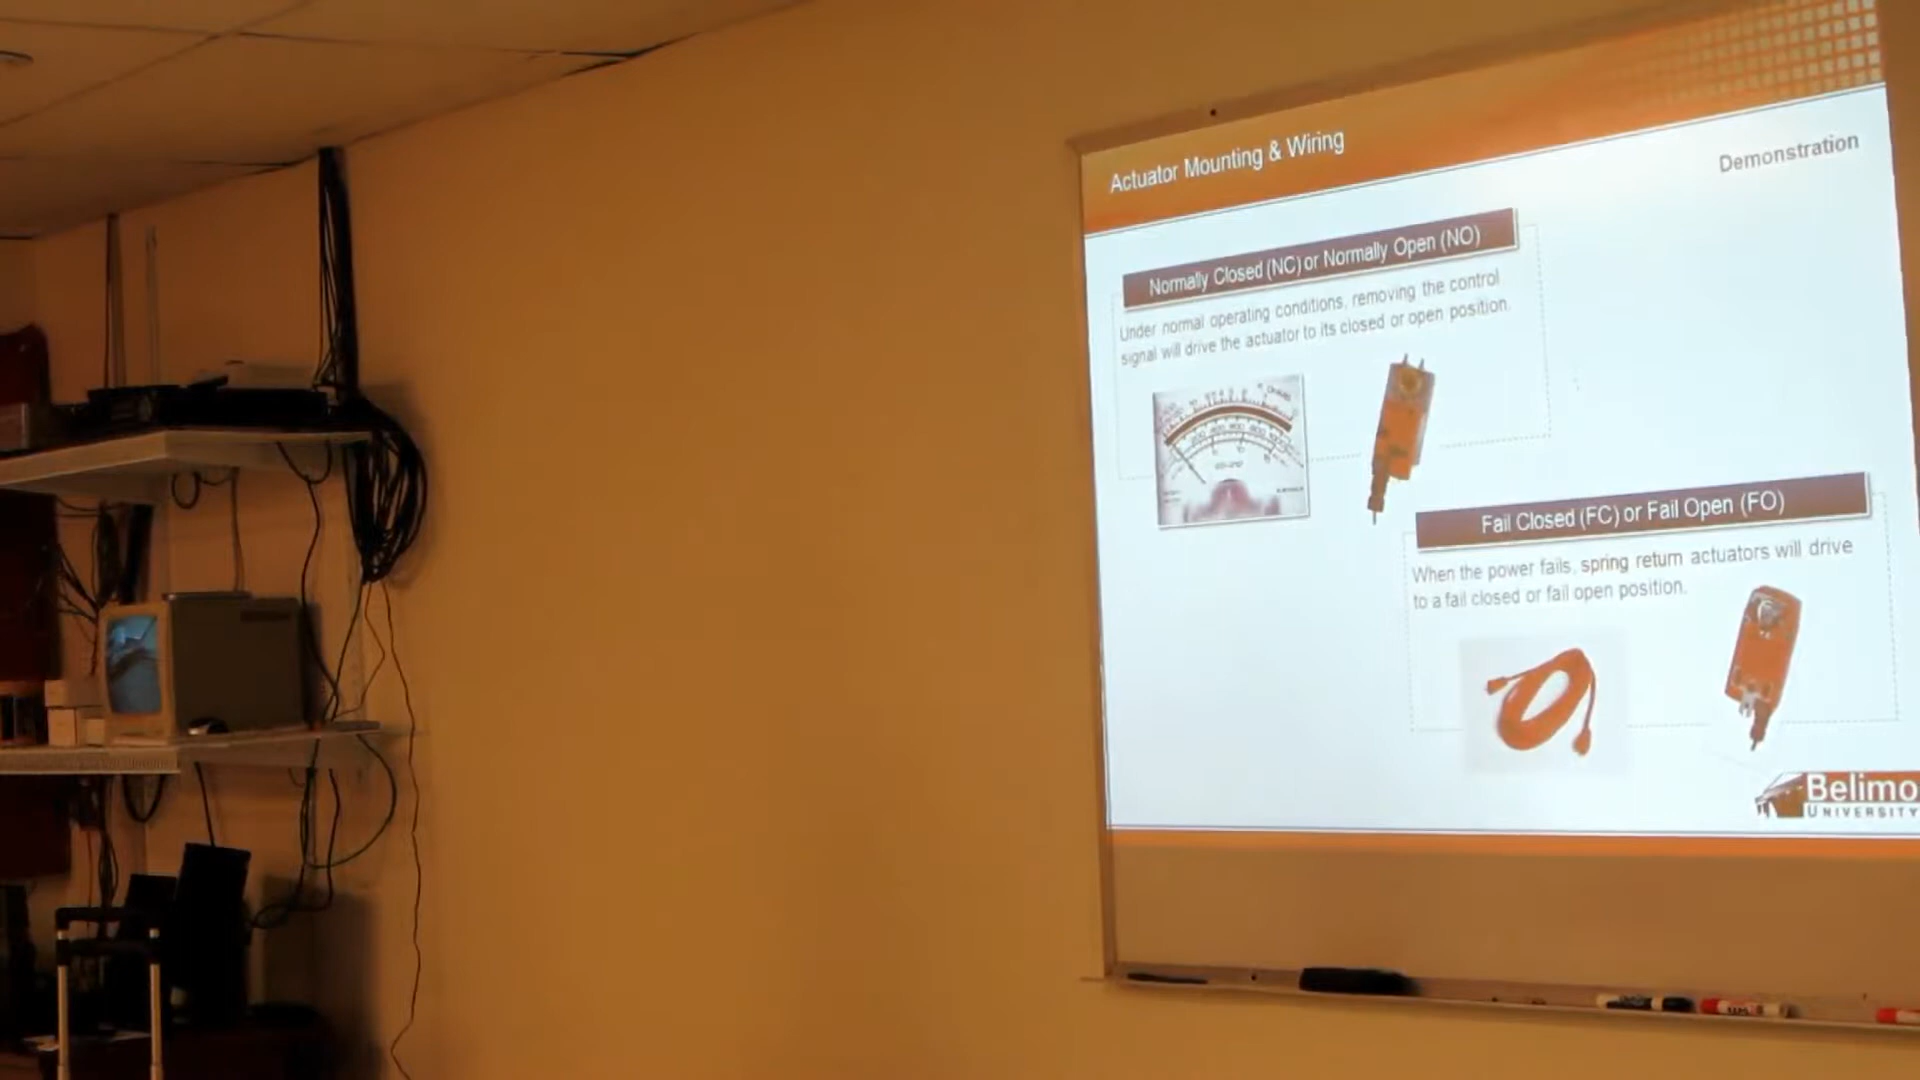 Actuator Mounting & Wiring
Demonstration
Normally Closed (NC) or Normally Open (NO)
Under normal operating conditions, removing the control
signal will drive the actuator to its closed or open position.
Fail Closed (FC) or Fail Open (FO)
When the power fails, spring return actuators will drive
to a fail closed or fail open position.
Belimo
UNIVERSITY